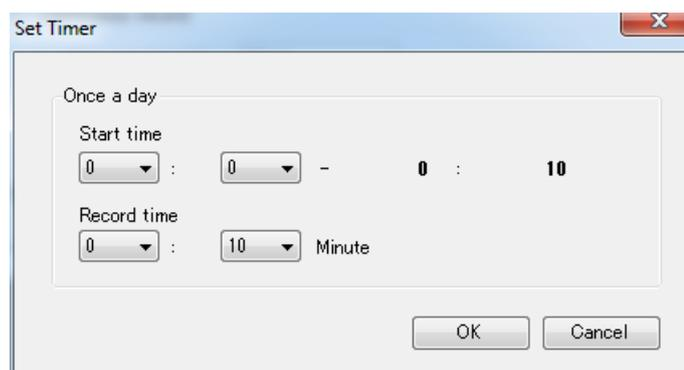 Set Timer
Once a day
Start time
0 : 0 - 0 : 10
Record time
0 : 10 Minute
OK Cancel